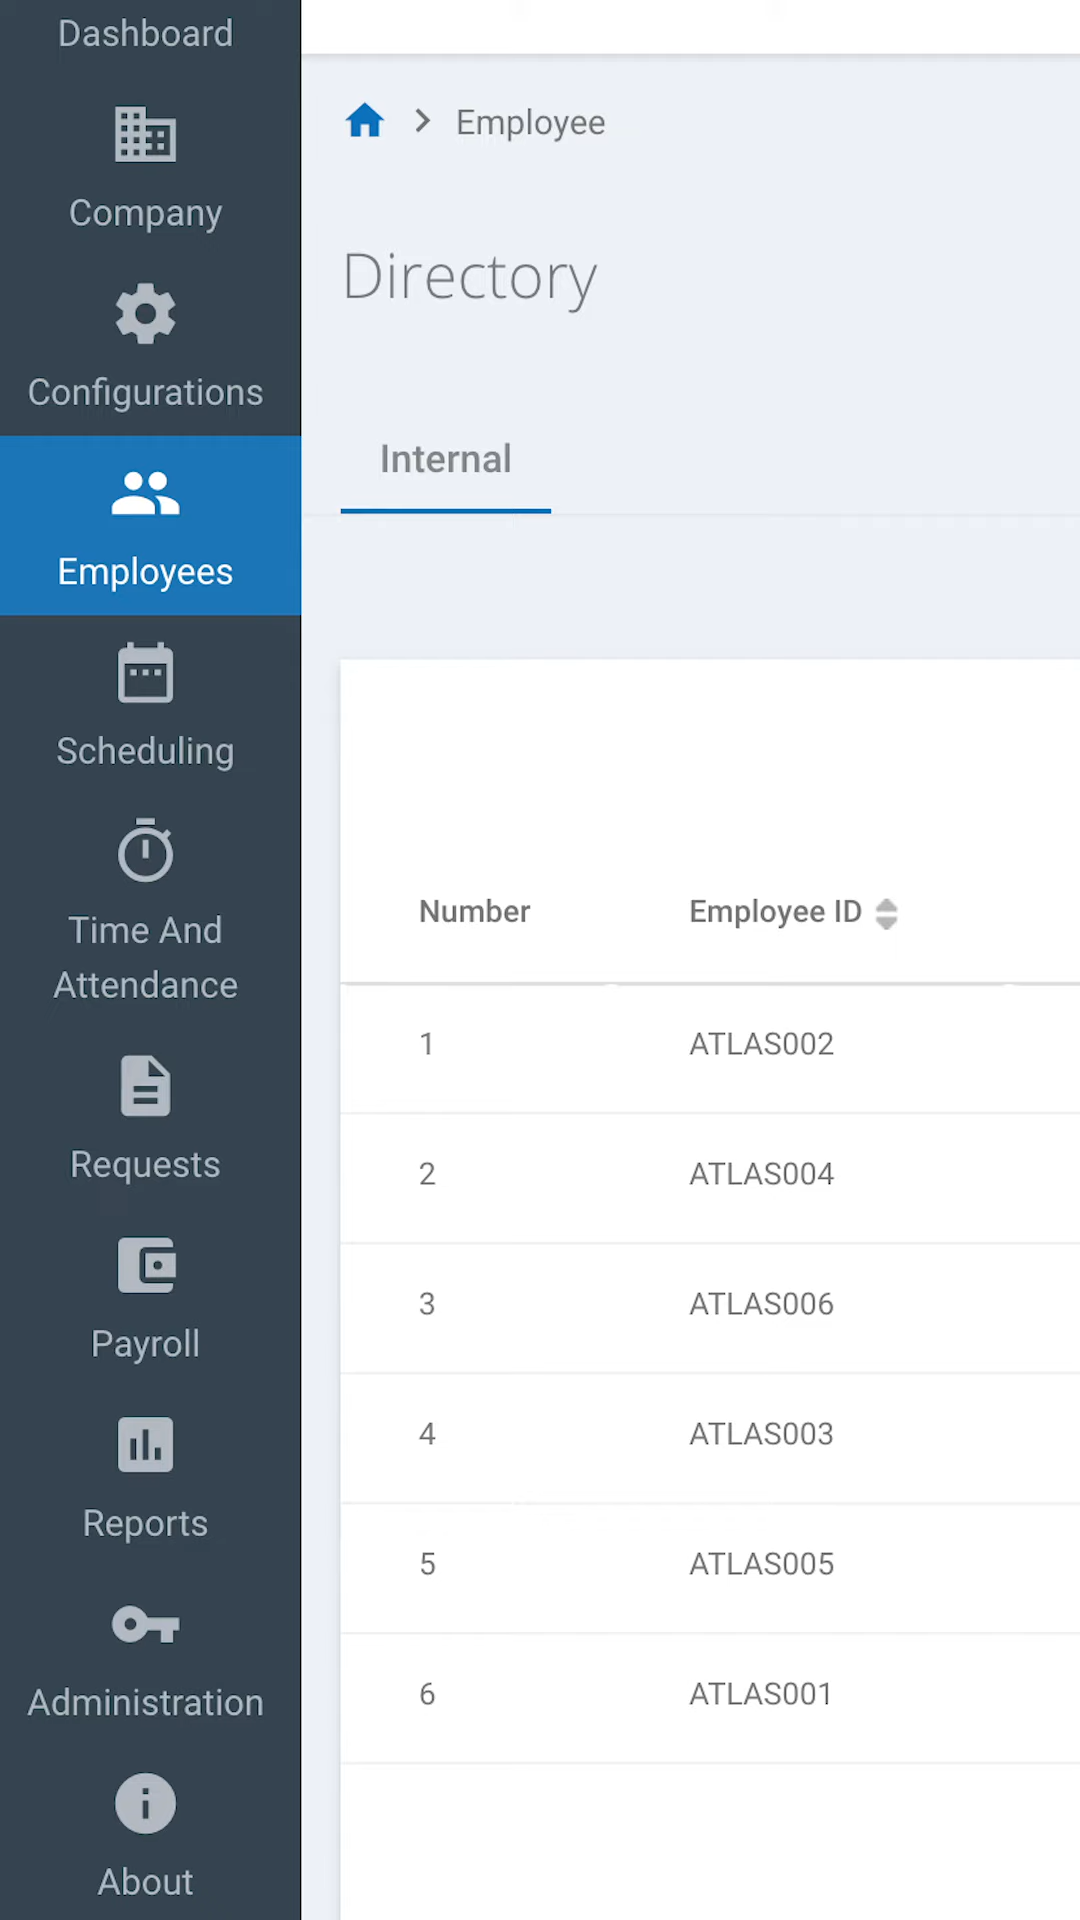 Dashboard
Company
Configurations
Employees
Scheduling
Time And
Attendance
Requests
Payroll
Reports
Administration
About
Employee
Directory
Internal
Number Employee ID
1 ATLAS002
2 ATLAS004
3 ATLAS006
4 ATLAS003
5 ATLAS005
6 ATLAS001